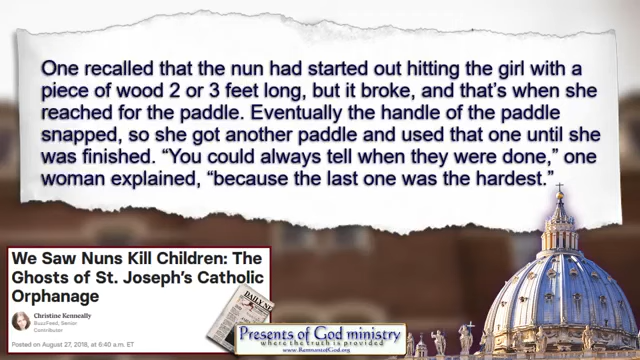 One recalled that the nun had started out hitting the girl with a
piece of wood 2 or 3 feet long, but it broke, and that’s when she
reached for the paddle. Eventually the handle of the paddle
snapped, so she got another paddle and used that one until she
was finished. “You could always tell when they were done,” one
woman explained, “because the last one was the hardest.”
We Saw Nuns Kill Children: The
Ghosts of St. Joseph’s Catholic
Orphanage
Christine Kenneally
BuzzFeed, Senior
Contributor
Posted on August 27, 2018, at 6:40 a.m. ET
Presents of God ministry
where the truth is provided
www.RemnantofGod.org